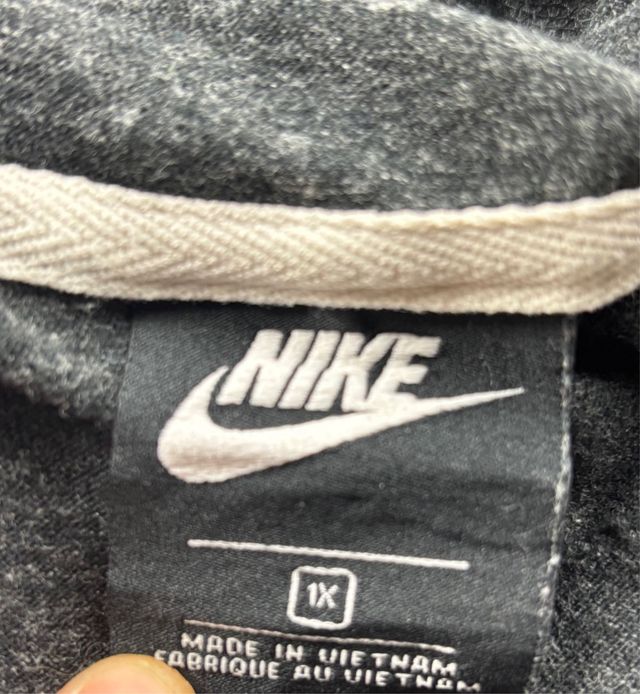 NIKE
1X
MADE IN VIETNAM
FABRIQUE AU VIETNAM